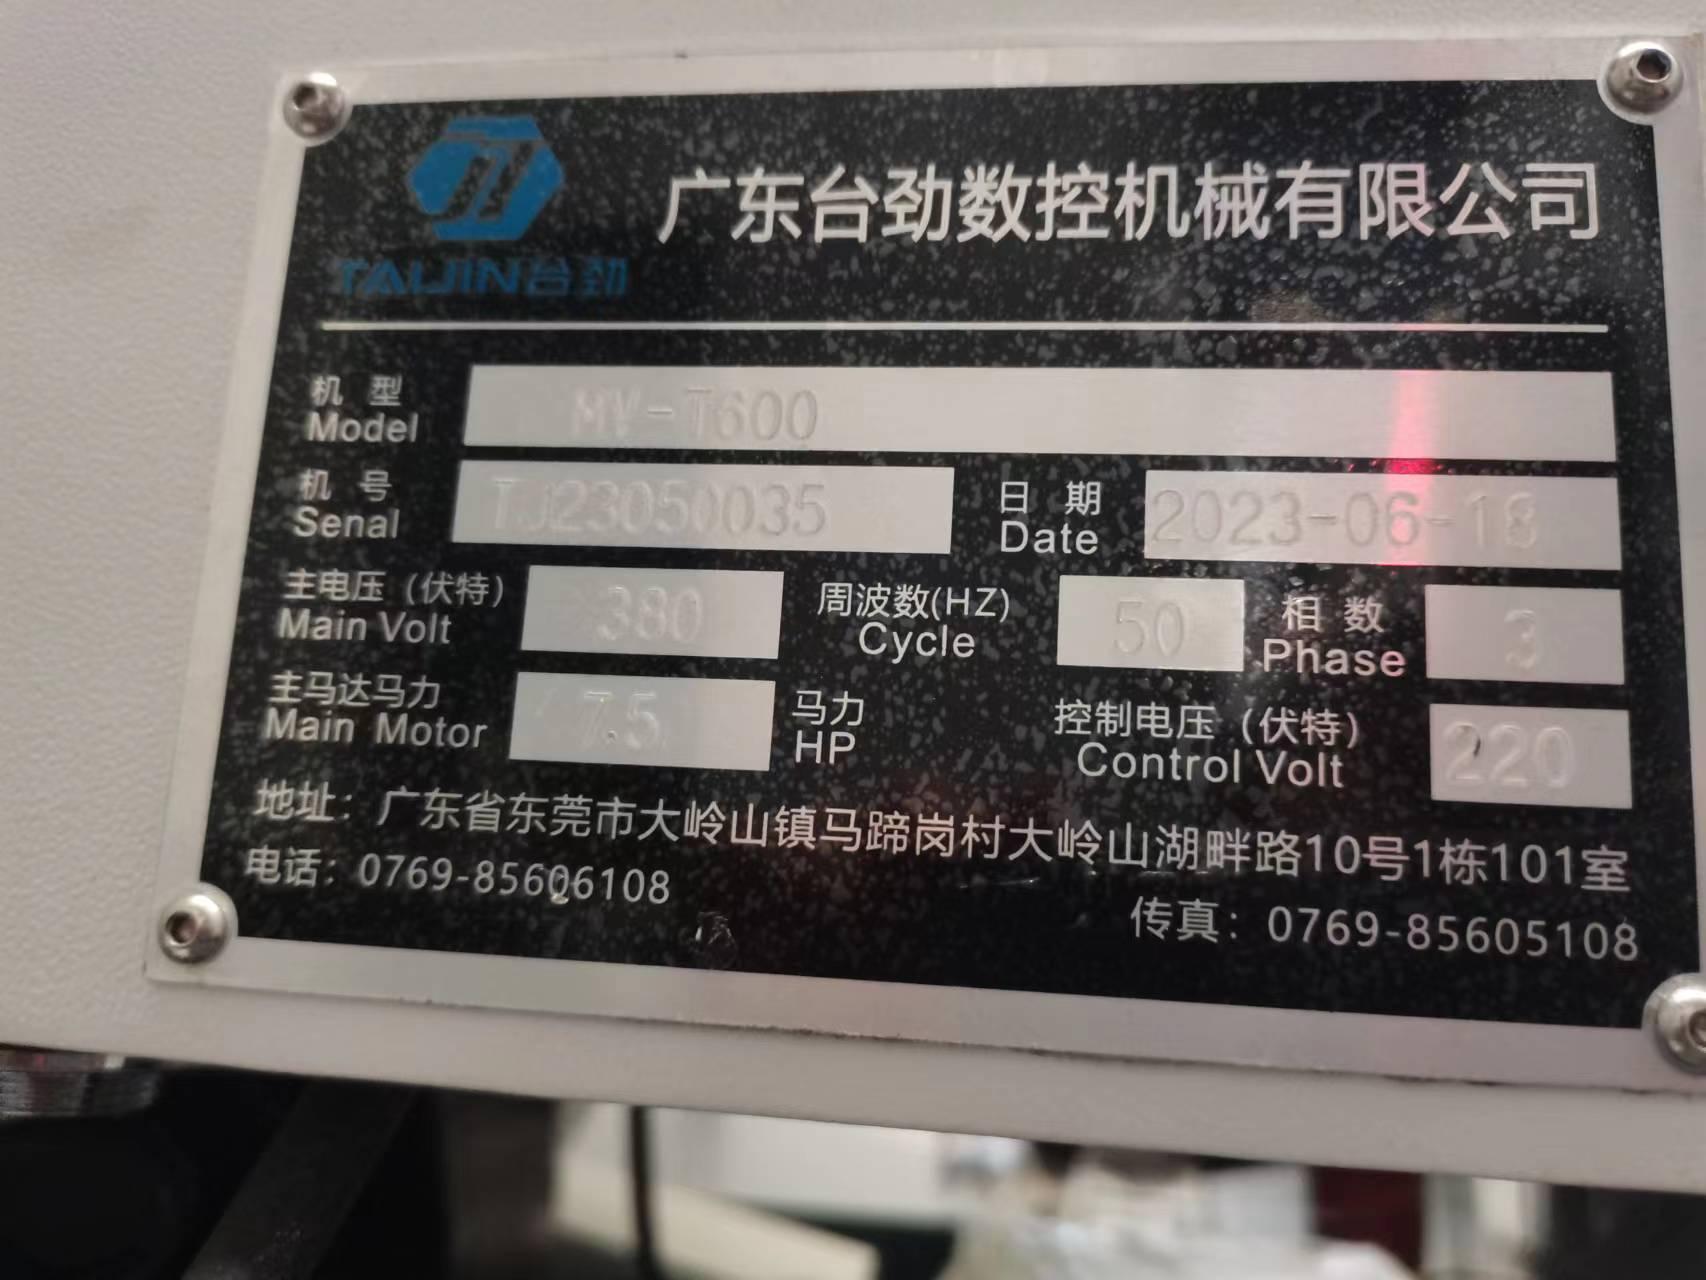 广东台劲数控机械有限公司
TAIJIN台劲
机 型 Model MV-T600
机 号 Senal TJ23050035 日 期 Date 2023-06-18
主电压（伏特） Main Volt 380 周波数(HZ) Cycle 50 相 数 Phase 3
主马达马力 Main Motor 7.5 马力 HP 控制电压（伏特） Control Volt 220
地址：广东省东莞市大岭山镇马蹄岗村大岭山湖畔路10号1栋101室
电话：0769-85606108
传真：0769-85605108